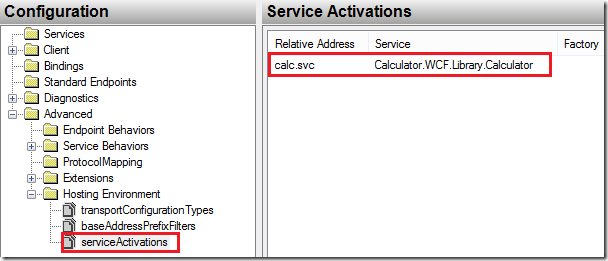 Configuration
Services
Client
Bindings
Standard Endpoints
Diagnostics
Advanced
Endpoint Behaviors
Service Behaviors
ProtocolMapping
Extensions
Hosting Environment
transportConfigurationTypes
baseAddressPrefixFilters
serviceActivations
Service Activations
Relative Address Service Factory
calc.svc Calculator.WCF.Library.Calculator